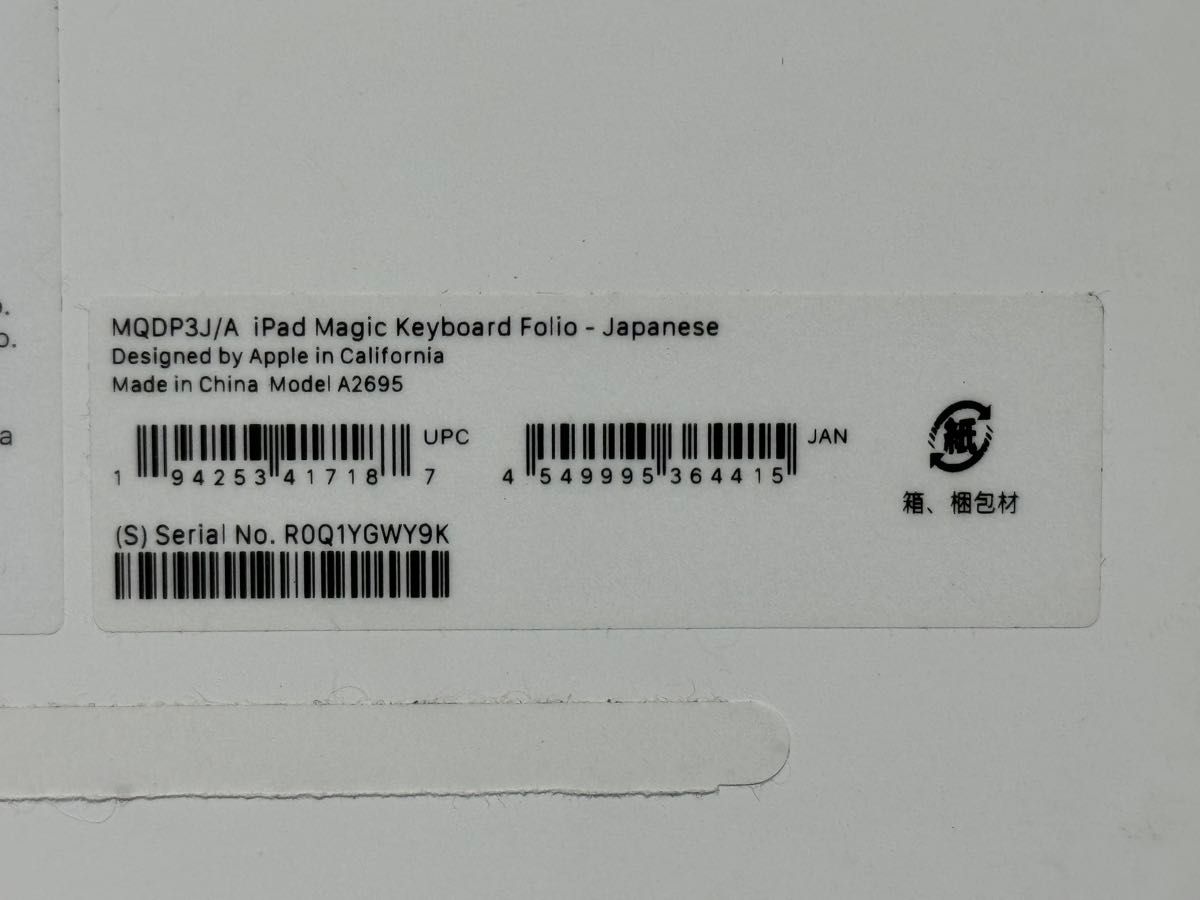 MQDP3J/A iPad Magic Keyboard Folio - Japanese
Designed by Apple in California
Made in China Model A2695
UPC
1 94253 41718 7
JAN
4 549995 364415
紙
箱、梱包材
(S) Serial No. R0Q1YGWY9K
a